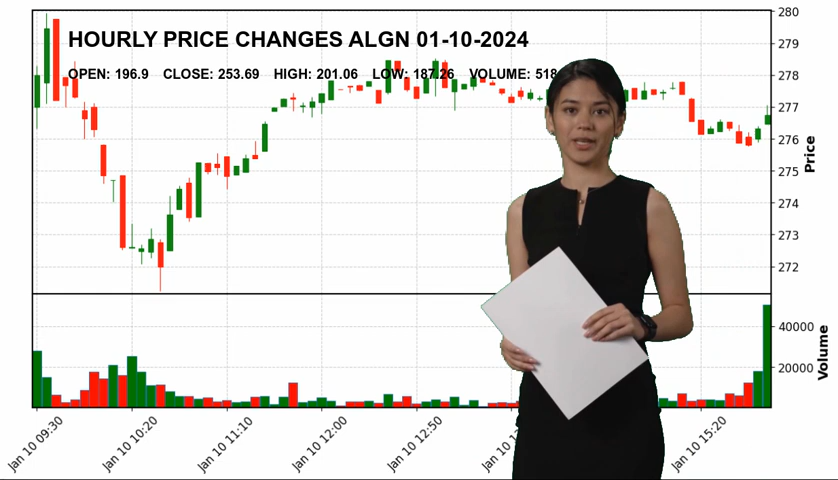 HOURLY PRICE CHANGES ALGN 01-10-2024
OPEN: 196.9 CLOSE: 253.69 HIGH: 201.06 LOW: 187.26 VOLUME: 518
280
279
278
277
276
275
274
273
272
Price
40000
20000
Volume
Jan 10 09:30
Jan 10 10:20
Jan 10 11:10
Jan 10 12:00
Jan 10 12:50
Jan 10
Jan 10 15:20